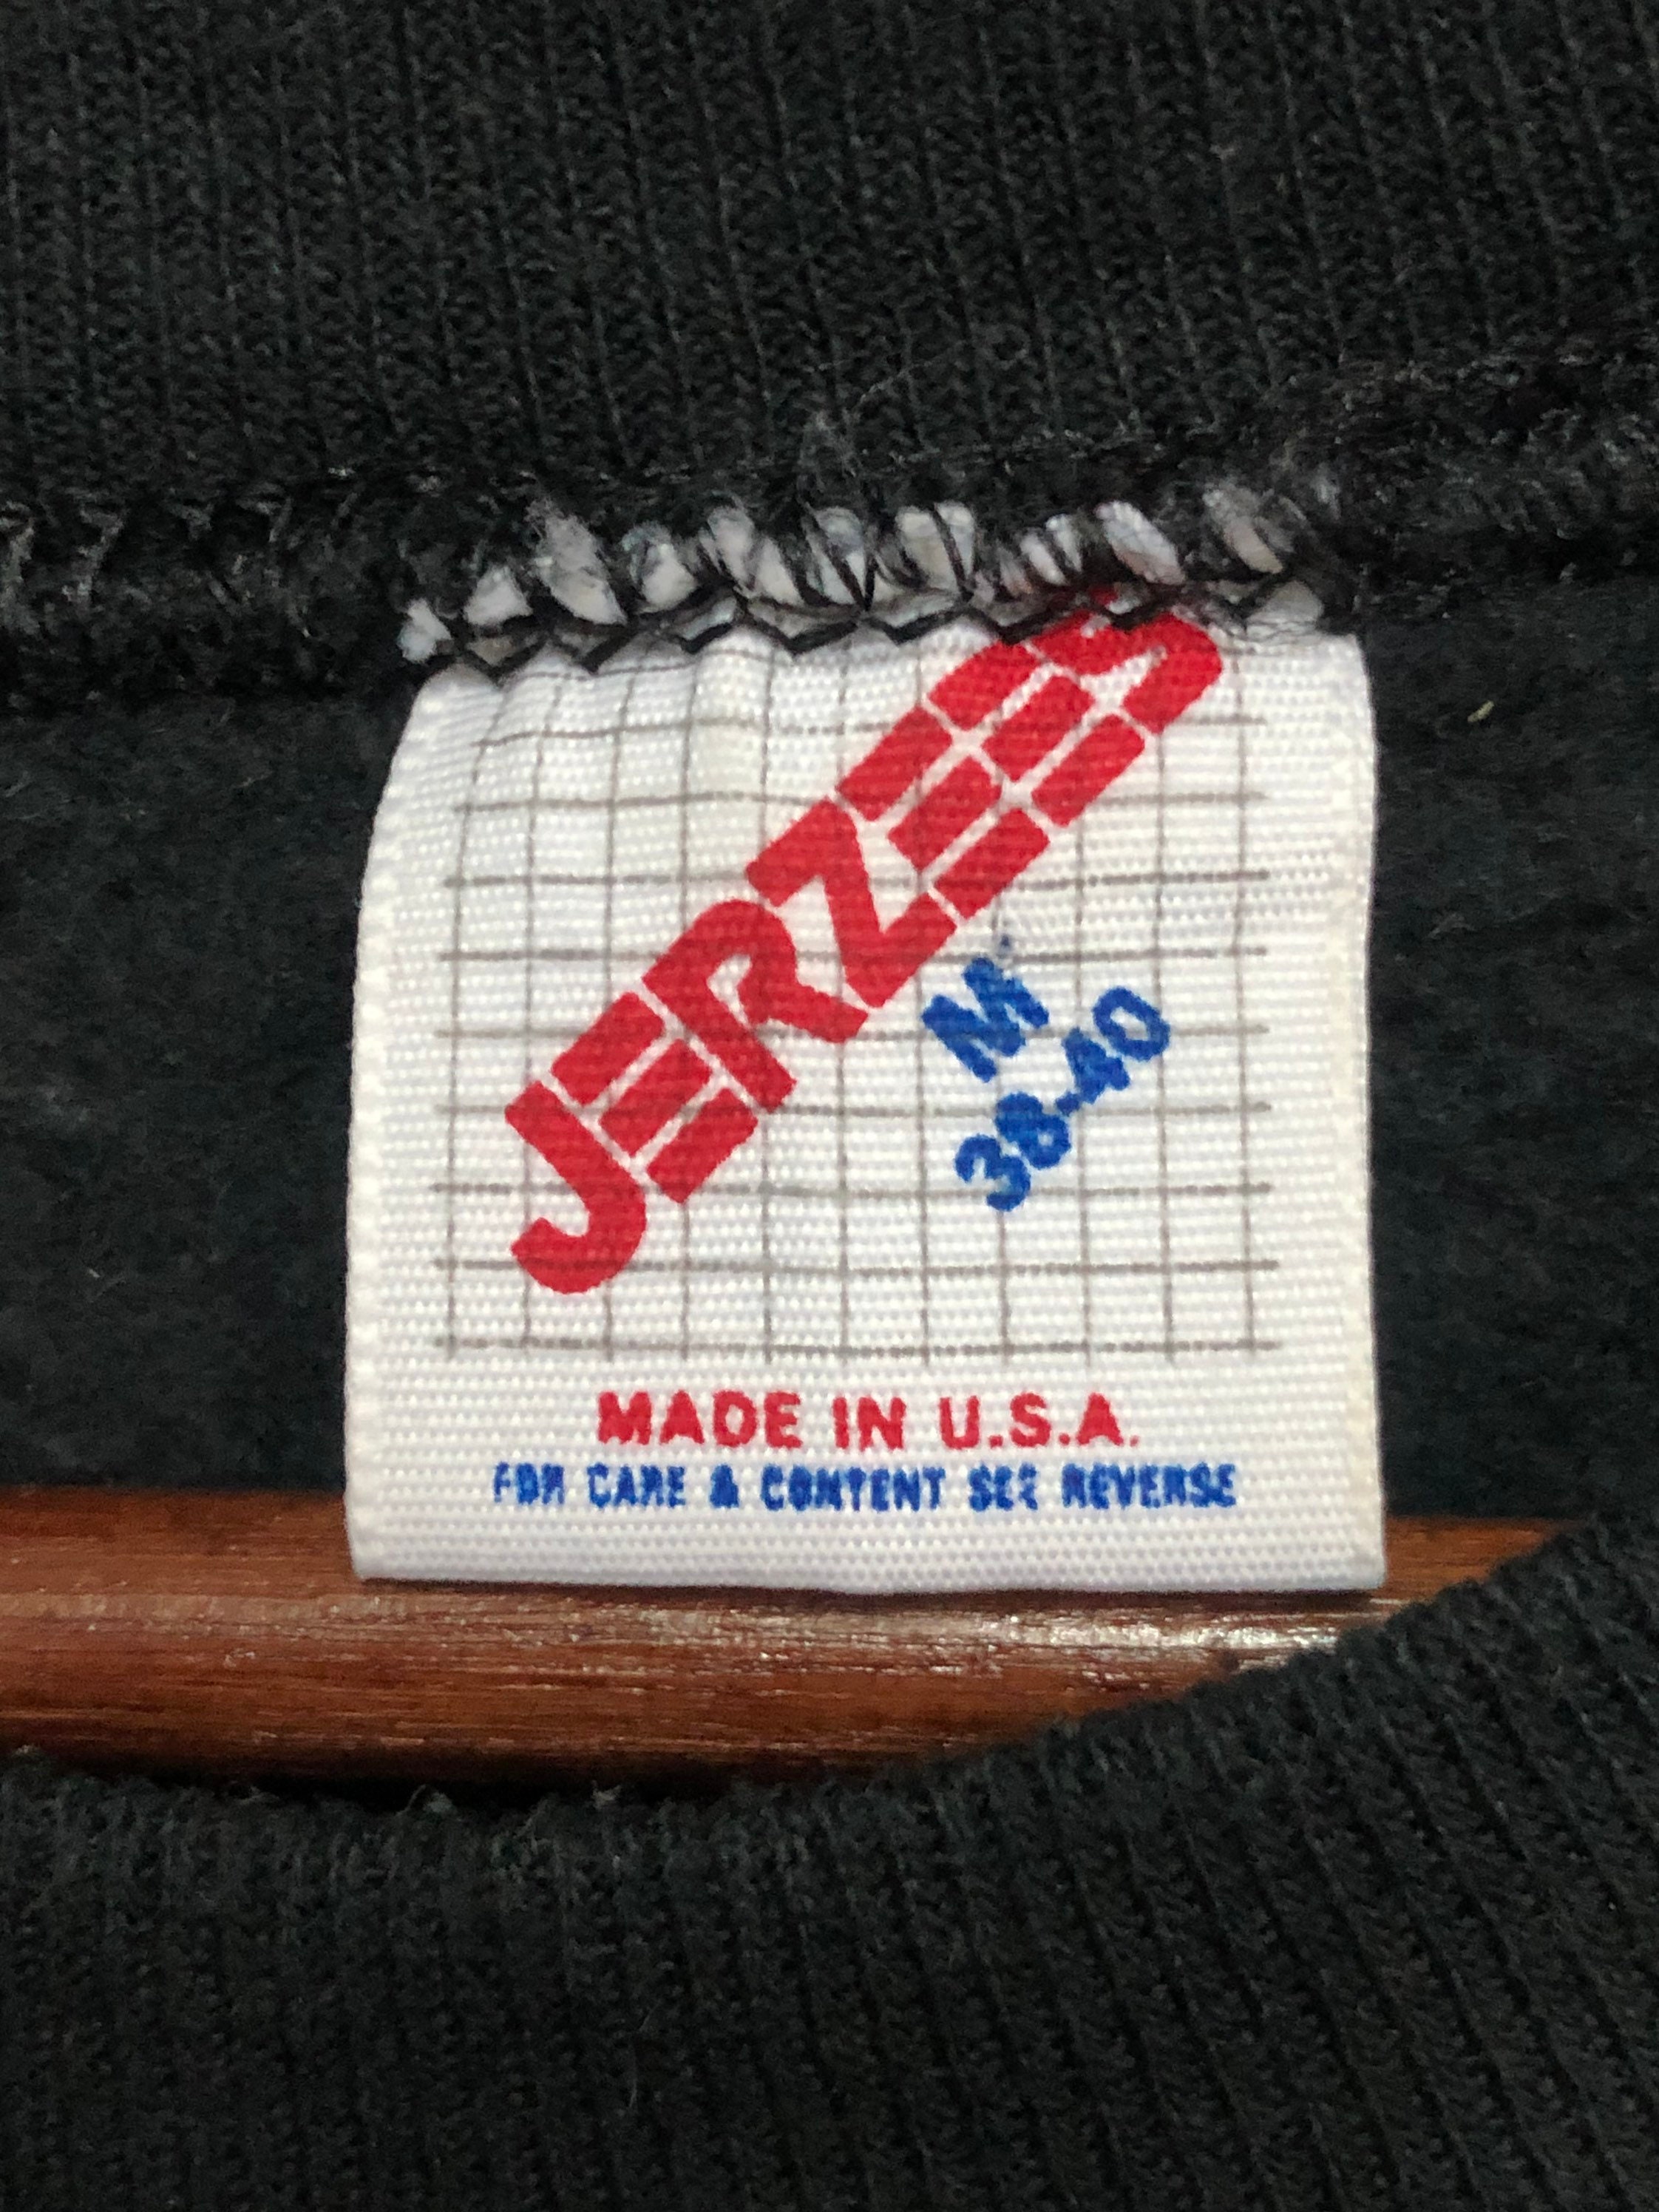 JERZEES
M
38-40
MADE IN U.S.A.
FOR CARE & CONTENT SEE REVERSE